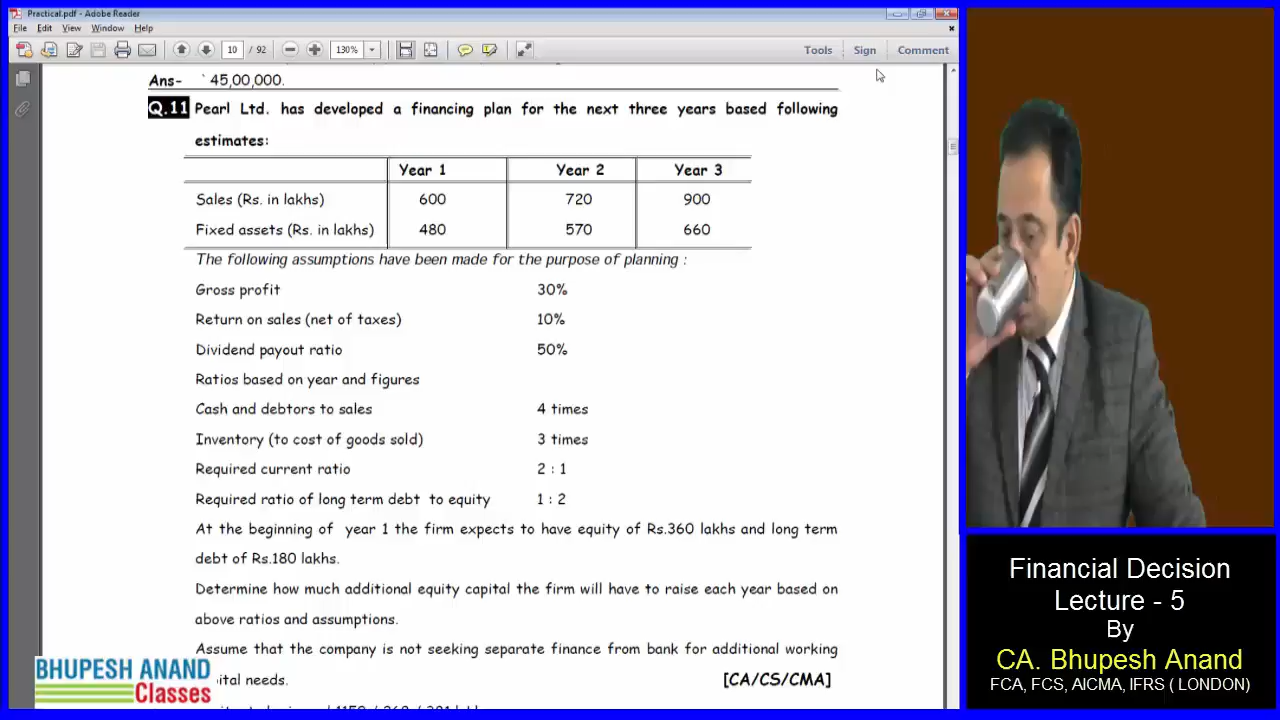 Practical.pdf - Adobe Reader
File Edit View Window Help
10 / 92 130% Tools Sign Comment
Ans- ` 45,00,000.
Q.11 Pearl Ltd. has developed a financing plan for the next three years based following
estimates:
Year 1 Year 2 Year 3
Sales (Rs. in lakhs) 600 720 900
Fixed assets (Rs. in lakhs) 480 570 660
The following assumptions have been made for the purpose of planning :
Gross profit 30%
Return on sales (net of taxes) 10%
Dividend payout ratio 50%
Ratios based on year and figures
Cash and debtors to sales 4 times
Inventory (to cost of goods sold) 3 times
Required current ratio 2 : 1
Required ratio of long term debt to equity 1 : 2
At the beginning of year 1 the firm expects to have equity of Rs.360 lakhs and long term
debt of Rs.180 lakhs.
Determine how much additional equity capital the firm will have to raise each year based on
above ratios and assumptions.
Assume that the company is not seeking separate finance from bank for additional working
ital needs. [CA/CS/CMA]
BHUPESH ANAND
Classes
Financial Decision
Lecture - 5
By
CA. Bhupesh Anand
FCA, FCS, AICMA, IFRS ( LONDON)